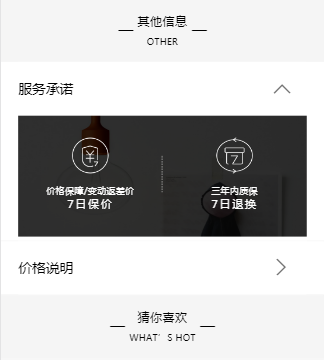 其他信息
OTHER
服务承诺
价格保障/变动返差价
7日保价
三年内质保
7日退换
价格说明
猜你喜欢
WHAT’S HOT